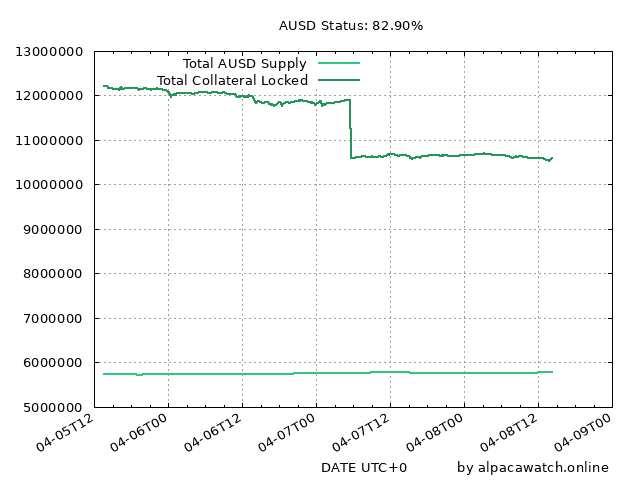 AUSD Status: 82.90%
Total AUSD Supply
Total Collateral Locked
13000000
12000000
11000000
10000000
9000000
8000000
7000000
6000000
5000000
04-05T12
04-06T00
04-06T12
04-07T00
04-07T12
04-08T00
04-08T12
04-09T00
DATE UTC+0
by alpacawatch.online